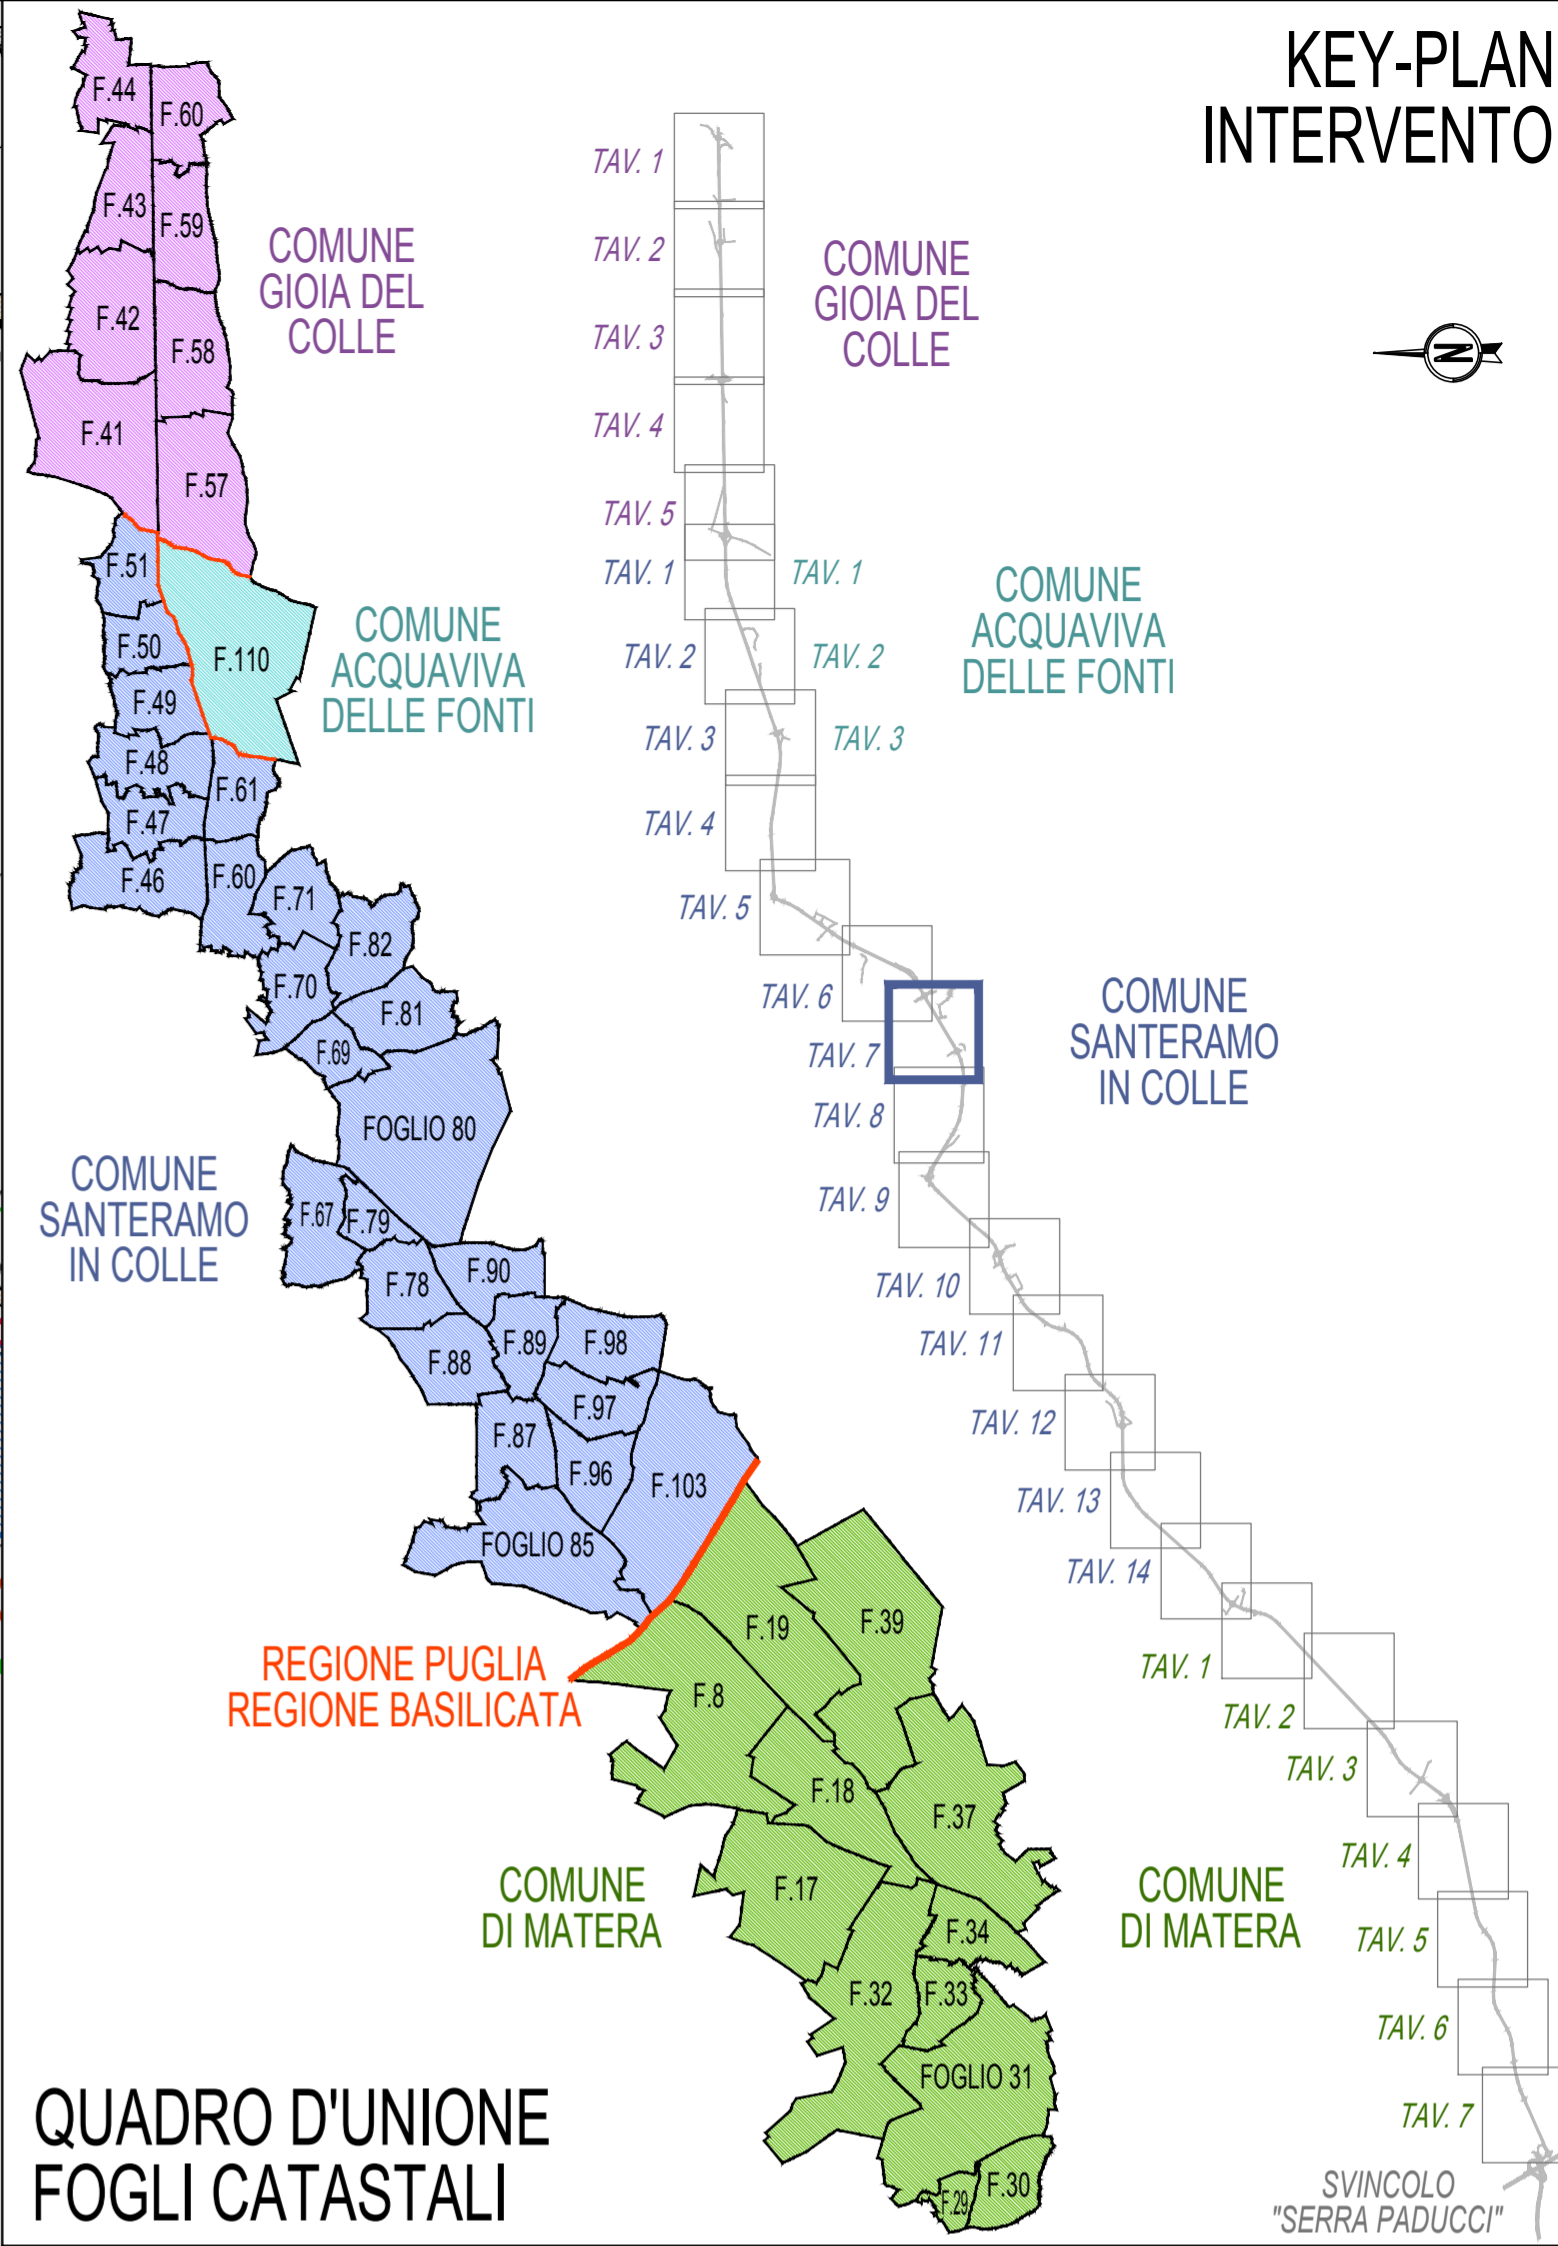 KEY-PLAN
INTERVENTO
N
F.44
F.60
F.43
F.59
F.42
F.58
F.41
F.57
COMUNE
GIOIA DEL
COLLE
F.51
F.50
F.110
F.49
F.48
F.61
F.47
F.46
F.60
COMUNE
ACQUAVIVA
DELLE FONTI
F.71
F.82
F.70
F.81
F.69
FOGLIO 80
F.67
F.79
F.78
F.90
F.89
F.98
F.88
F.97
F.87
F.96
F.103
FOGLIO 85
COMUNE
SANTERAMO
IN COLLE
REGIONE PUGLIA
REGIONE BASILICATA
F.19
F.39
F.8
F.18
F.37
F.17
F.34
F.32
F.33
FOGLIO 31
F.30
F.29
COMUNE
DI MATERA
QUADRO D'UNIONE
FOGLI CATASTALI
TAV. 1
TAV. 2
TAV. 3
TAV. 4
TAV. 5
COMUNE
GIOIA DEL
COLLE
TAV. 1
TAV. 1
TAV. 2
TAV. 2
TAV. 3
TAV. 3
COMUNE
ACQUAVIVA
DELLE FONTI
TAV. 4
TAV. 5
TAV. 6
TAV. 7
TAV. 8
TAV. 9
TAV. 10
TAV. 11
TAV. 12
TAV. 13
TAV. 14
COMUNE
SANTERAMO
IN COLLE
TAV. 1
TAV. 2
TAV. 3
TAV. 4
TAV. 5
TAV. 6
TAV. 7
COMUNE
DI MATERA
SVINCOLO
"SERRA PADUCCI"